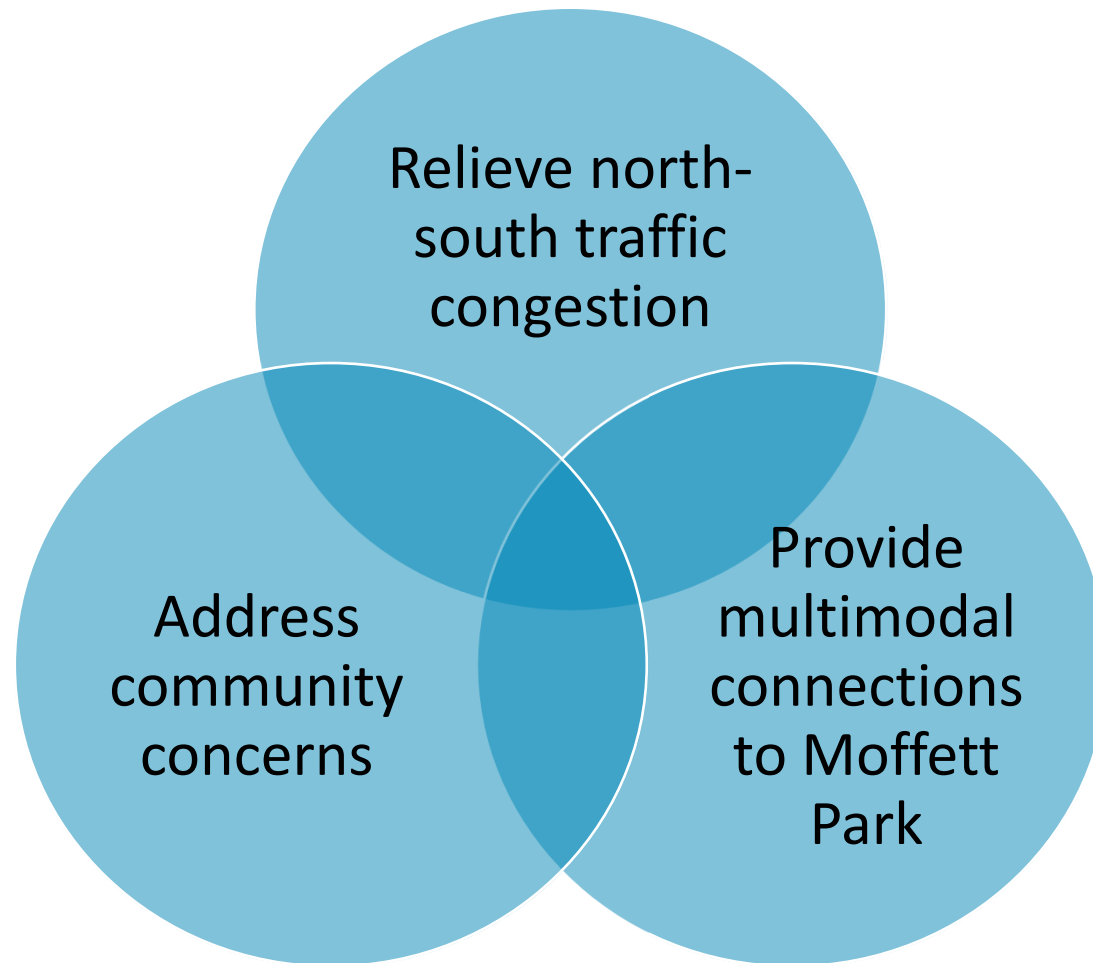 Relieve north-
south traffic
congestion
Address
community
concerns
Provide
multimodal
connections
to Moffett
Park